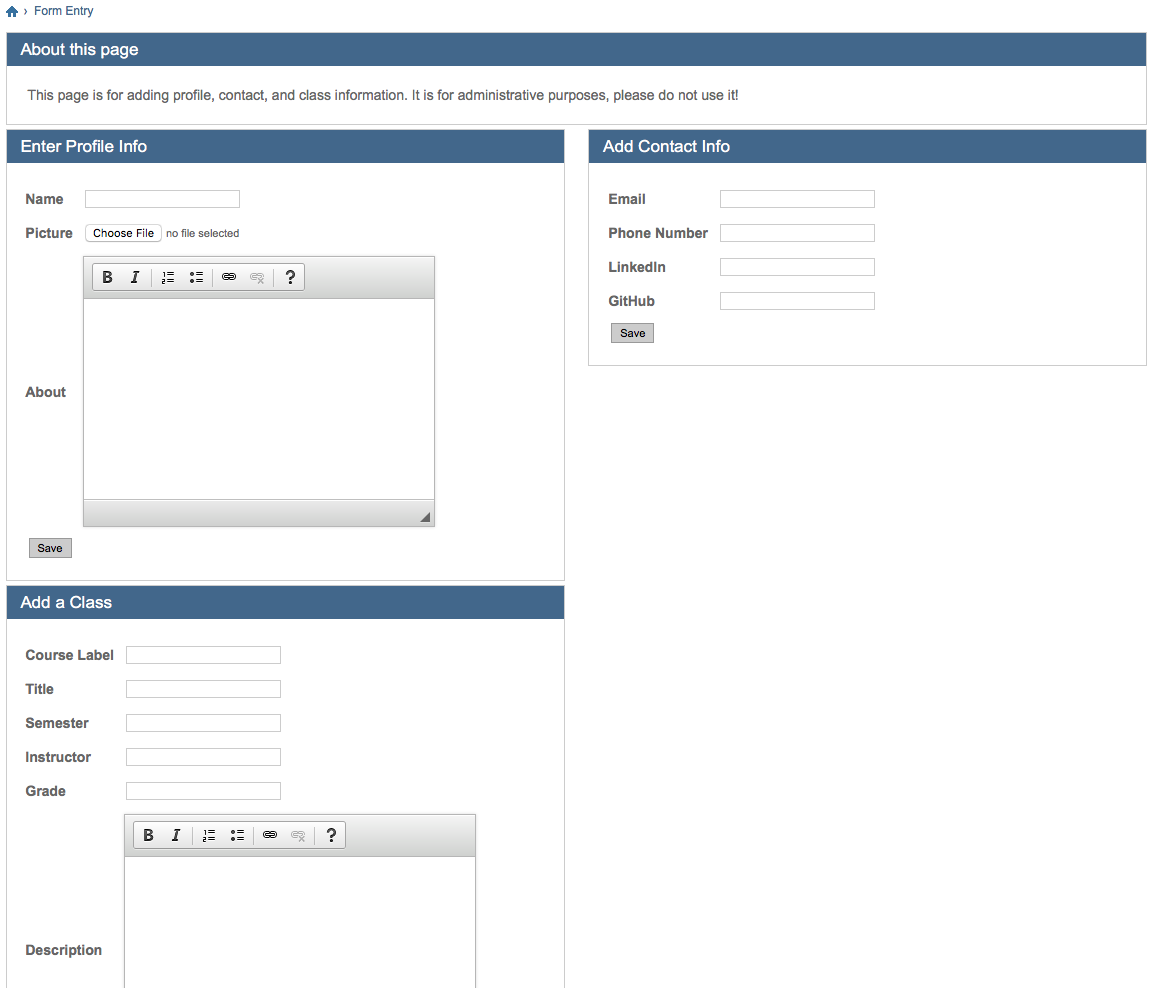 › Form Entry
About this page
This page is for adding profile, contact, and class information. It is for administrative purposes, please do not use it!
Enter Profile Info
Name
Picture Choose File no file selected
B I ?
About
Save
Add Contact Info
Email
Phone Number
LinkedIn
GitHub
Save
Add a Class
Course Label
Title
Semester
Instructor
Grade
B I ?
Description